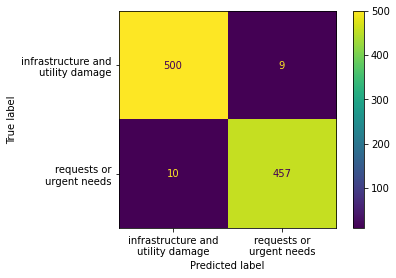 500
infrastructure and
utility damage
500
9
400
True label
300
200
requests or
urgent needs
10
457
100
infrastructure and
utility damage
requests or
urgent needs
Predicted label